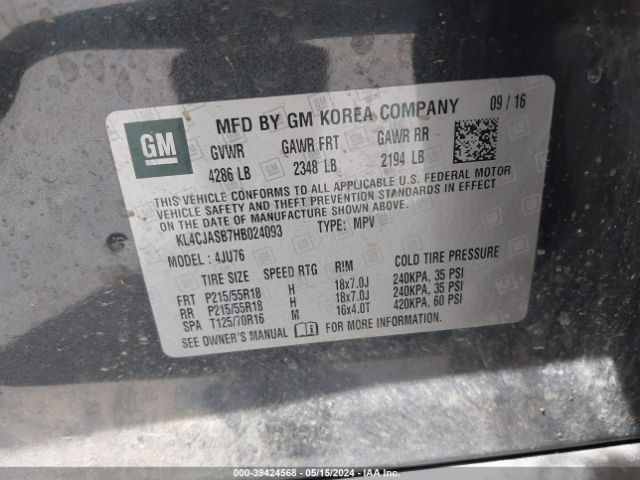 GM
MFD BY GM KOREA COMPANY 09 / 16
GVWR GAWR FRT GAWR RR
4286 LB 2348 LB 2194 LB
THIS VEHICLE CONFORMS TO ALL APPLICABLE U.S. FEDERAL MOTOR
VEHICLE SAFETY AND THEFT PREVENTION STANDARDS IN EFFECT
ON THE DATE OF MANUFACTURE SHOWN ABOVE.
KL4CJASB7HB024093 TYPE: MPV
MODEL : 4JU76
TIRE SIZE SPEED RTG RIM COLD TIRE PRESSURE
FRT P215/55R18 H 18x7.0J 240KPA, 35 PSI
RR P215/55R18 H 18x7.0J 240KPA, 35 PSI
SPA T125/70R16 M 16x4.0T 420KPA, 60 PSI
SEE OWNER'S MANUAL FOR MORE INFORMATION.
000-39424568 - 05/15/2024 - IAA Inc.